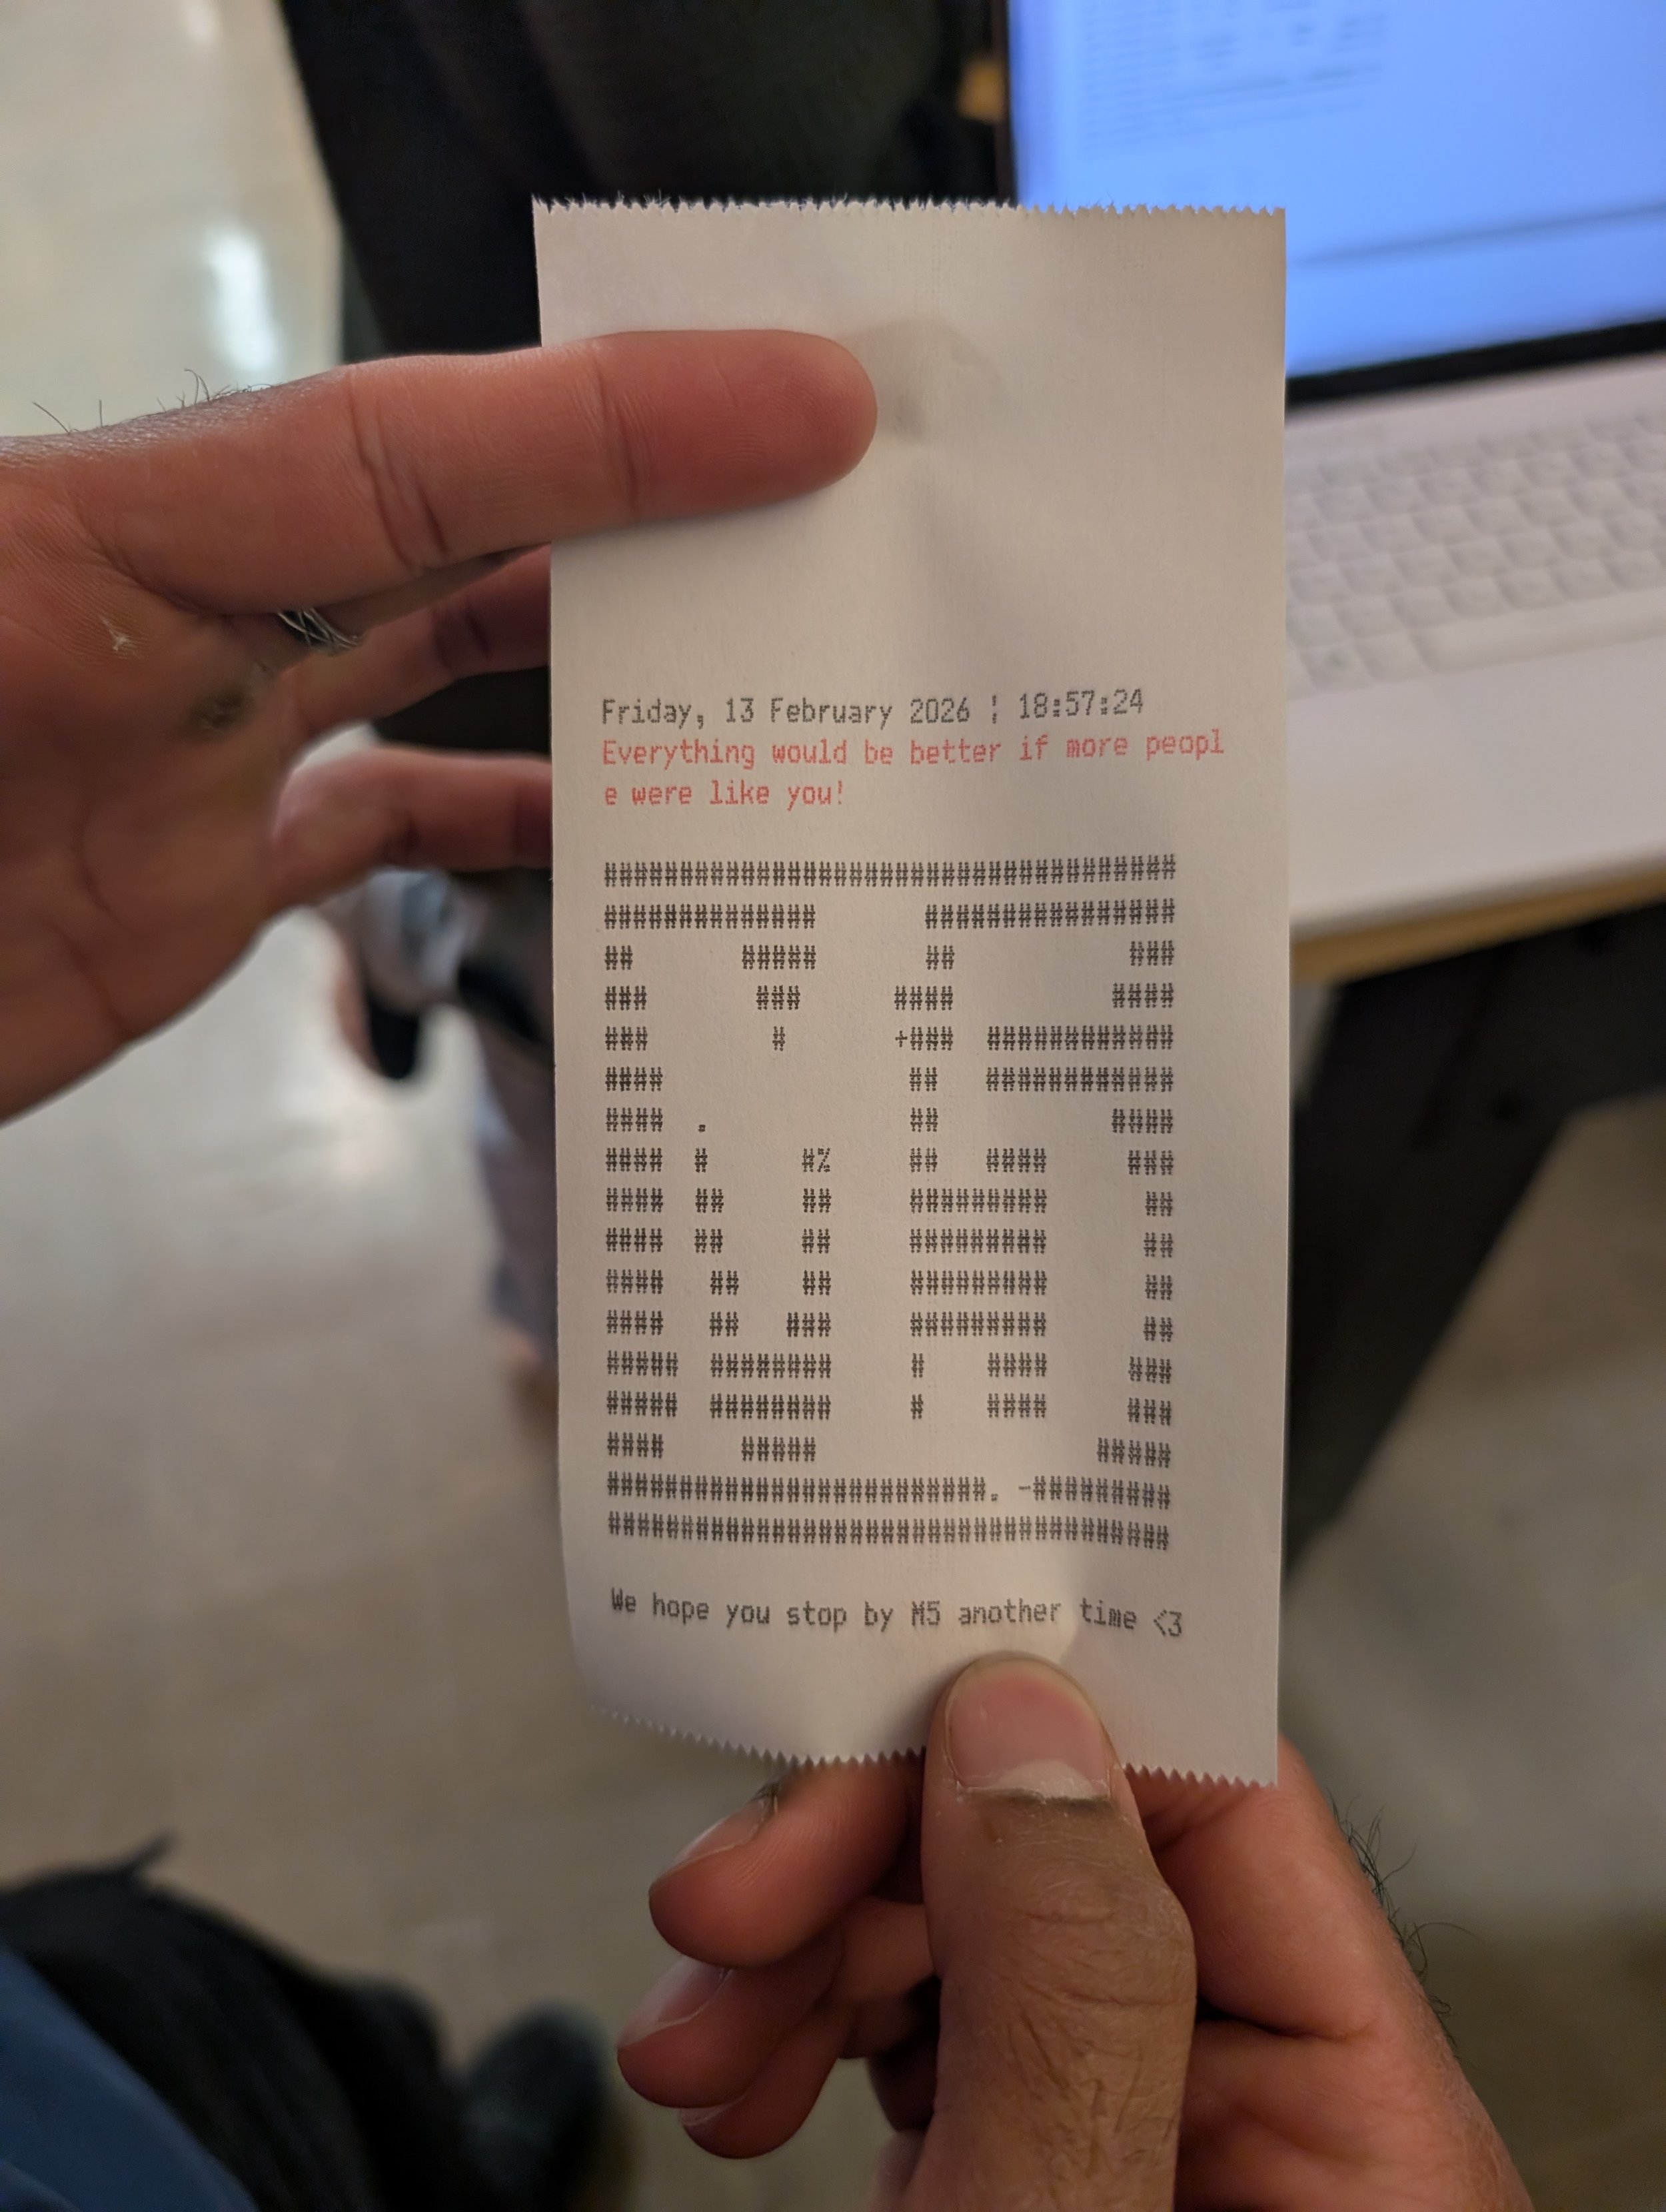 Friday, 13 February 2026 ¦ 18:57:24
Everything would be better if more peopl
e were like you!
#####################################
##############       ################
##       #####       ##           ###
###       ###      ####          ####
###        #       +###  ############
####                ##   ############
####  .             ##           ####
####  #      #%     ##   ####     ###
####  ##     ##     #########      ##
####  ##     ##     #########      ##
####   ##    ##     #########      ##
####   ##   ###     #########      ##
#####  ########     #    ####     ###
#####  ########     #    ####     ###
####     #####                  #####
#########################. -#########
#####################################
We hope you stop by M5 another time <3